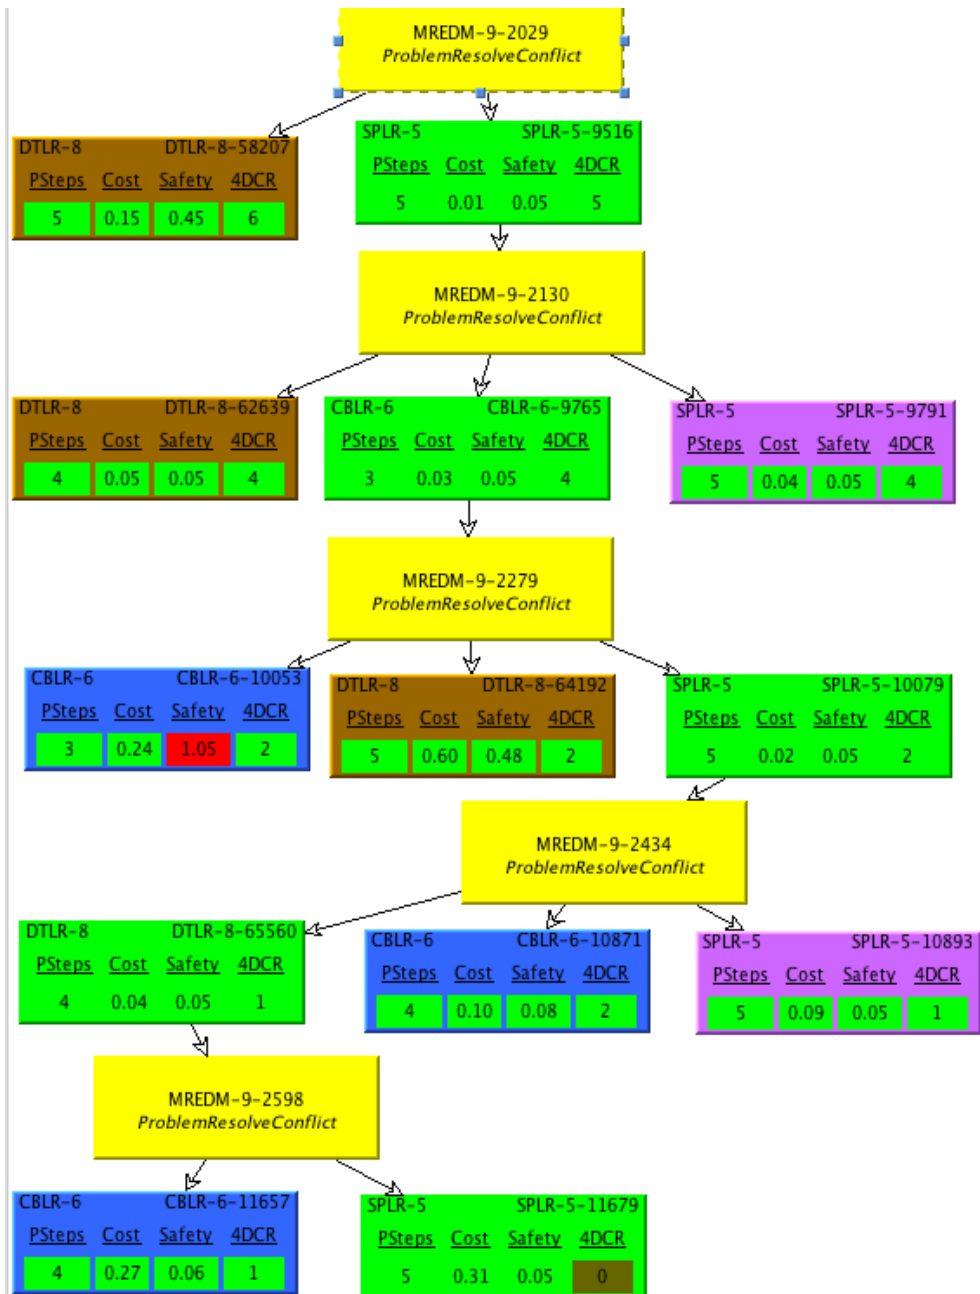 MREDM-9-2029
ProblemResolveConflict
DTLR-8 DTLR-8-58207
PSteps Cost Safety 4DCR
5 0.15 0.45 6
SPLR-5 SPLR-5-9516
PSteps Cost Safety 4DCR
5 0.01 0.05 5
MREDM-9-2130
ProblemResolveConflict
DTLR-8 DTLR-8-62639
PSteps Cost Safety 4DCR
4 0.05 0.05 4
CBLR-6 CBLR-6-9765
PSteps Cost Safety 4DCR
3 0.03 0.05 4
SPLR-5 SPLR-5-9791
PSteps Cost Safety 4DCR
5 0.04 0.05 4
MREDM-9-2279
ProblemResolveConflict
CBLR-6 CBLR-6-10053
PSteps Cost Safety 4DCR
3 0.24 1.05 2
DTLR-8 DTLR-8-64192
PSteps Cost Safety 4DCR
5 0.60 0.48 2
SPLR-5 SPLR-5-10079
PSteps Cost Safety 4DCR
5 0.02 0.05 2
MREDM-9-2434
ProblemResolveConflict
DTLR-8 DTLR-8-65560
PSteps Cost Safety 4DCR
4 0.04 0.05 1
CBLR-6 CBLR-6-10871
PSteps Cost Safety 4DCR
4 0.10 0.08 2
SPLR-5 SPLR-5-10893
PSteps Cost Safety 4DCR
5 0.09 0.05 1
MREDM-9-2598
ProblemResolveConflict
CBLR-6 CBLR-6-11657
PSteps Cost Safety 4DCR
4 0.27 0.06 1
SPLR-5 SPLR-5-11679
PSteps Cost Safety 4DCR
5 0.31 0.05 0